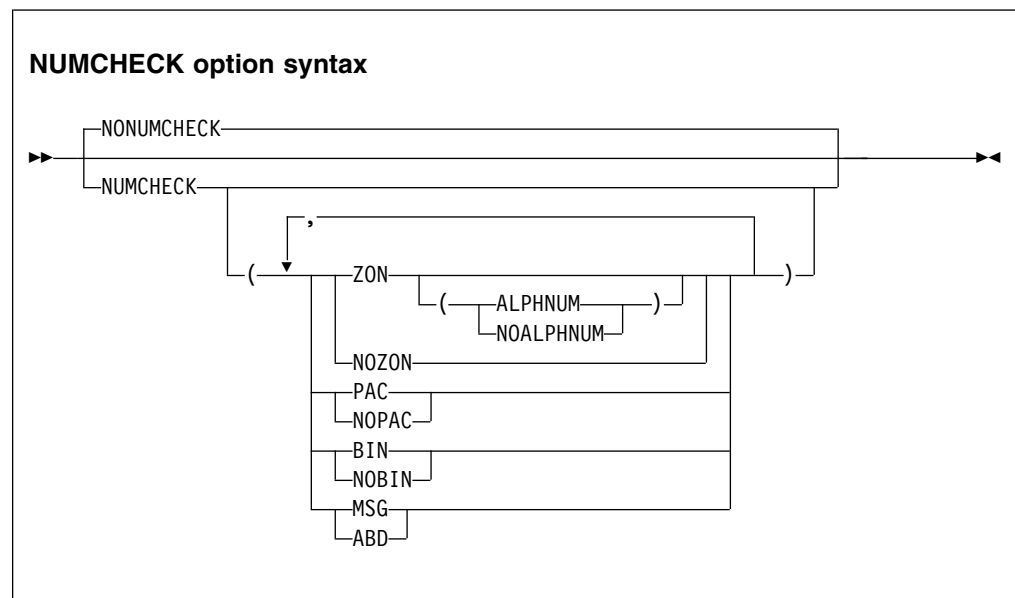 NUMCHECK option syntax
NONUMCHECK
NUMCHECK
,
( ZON )
( ALPHNUM )
NOALPHNUM
NOZON
PAC
NOPAC
BIN
NOBIN
MSG
ABD